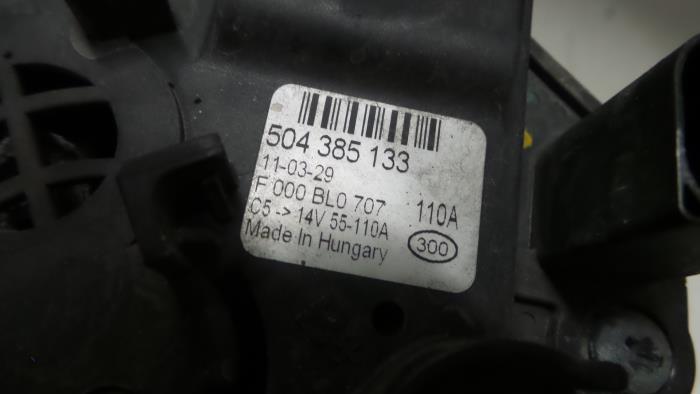 504 385 133
11-03-29
F 000 BL0 707 110A
C5 -> 14V 55-110A
Made In Hungary 300